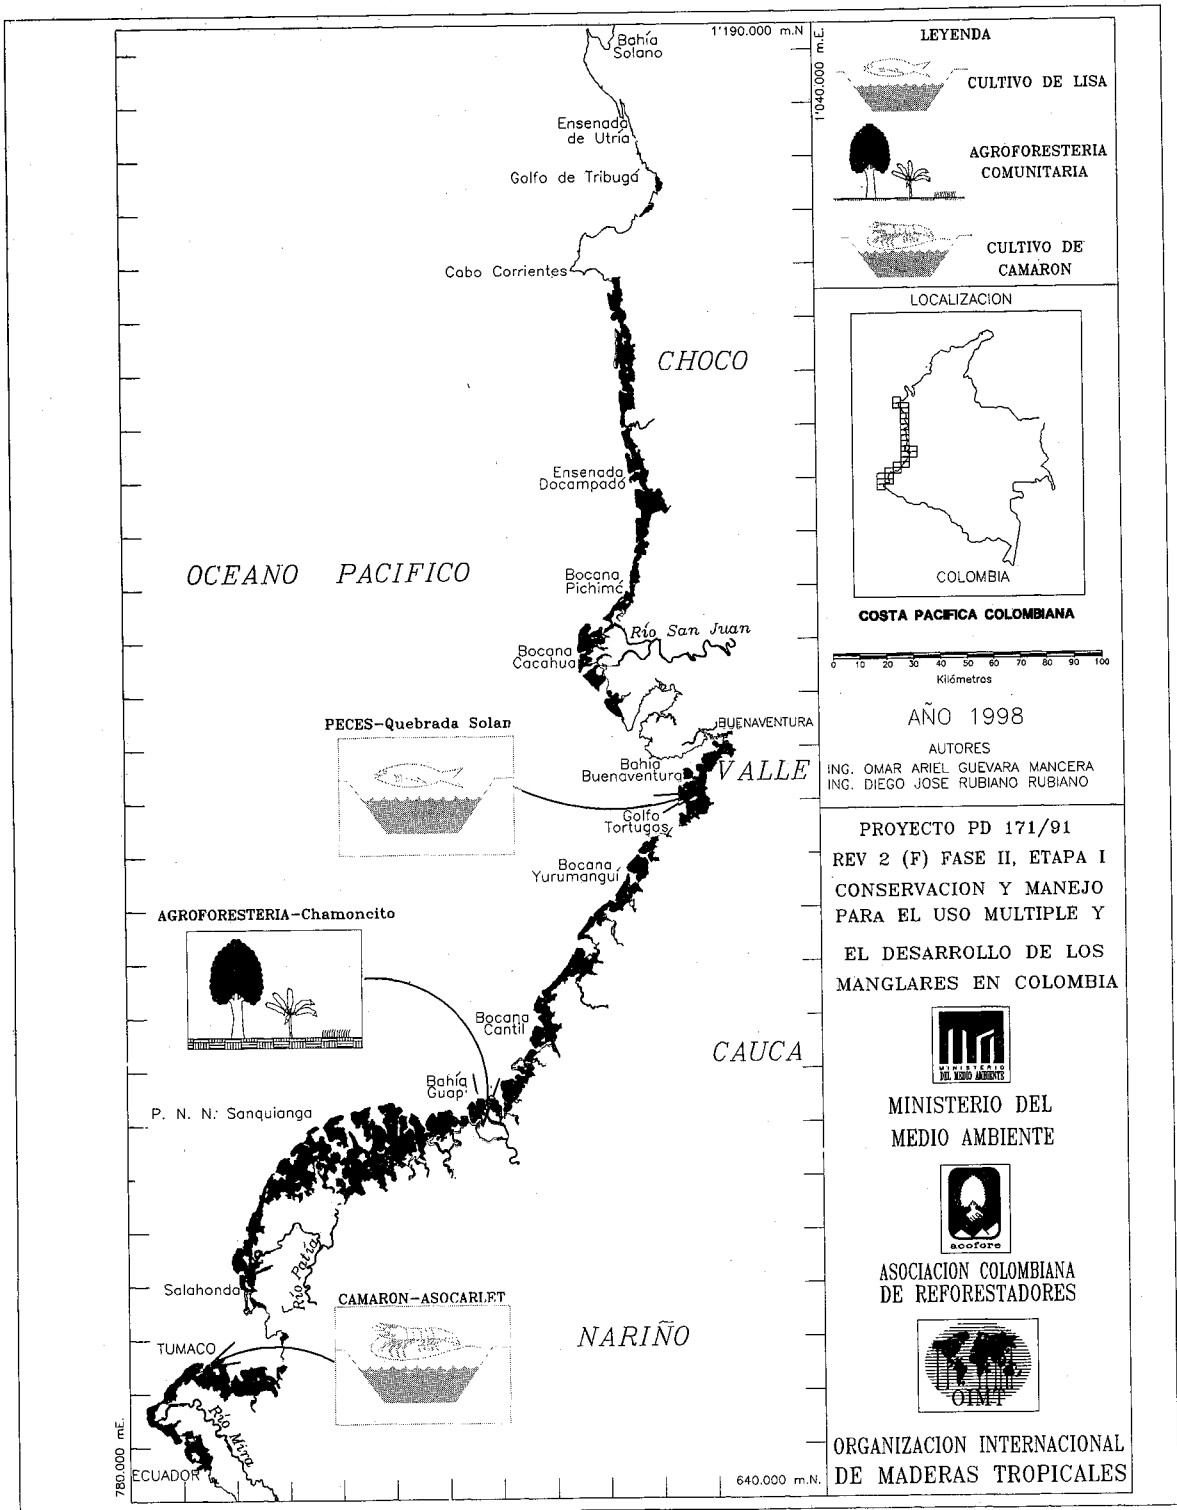 1'190.000 m.N
1'040.000 m.E.
Bahía
Solano
Ensenada
de Utría
Golfo de Tribugá
Cabo Corrientes
CHOCO
Ensenada
Docampadó
OCEANO PACIFICO
Bocana
Pichimá
Río San Juan
Bocana
Cacahual
PECES-Quebrada Solan
BUENAVENTURA
Bahía
Buenaventura
VALLE
Golfo
Tortugos
Bocana
Yurumanguí
AGROFORESTERIA-Chamoncito
Bocana
Cantil
CAUCA
Bahía
Guapi
P. N. N. Sanquianga
Río Patía
Salahonda
CAMARON-ASOCARLET
NARIÑO
TUMACO
Río Mira
ECUADOR
780.000 mE.
640.000 m.N.
LEYENDA
CULTIVO DE LISA
AGROFORESTERIA
COMUNITARIA
CULTIVO DE
CAMARON
LOCALIZACION
COLOMBIA
COSTA PACIFICA COLOMBIANA
0 10 20 30 40 50 60 70 80 90 100
Kilómetros
AÑO 1998
AUTORES
ING. OMAR ARIEL GUEVARA MANCERA
ING. DIEGO JOSE RUBIANO RUBIANO
PROYECTO PD 171/91
REV 2 (F) FASE II, ETAPA I
CONSERVACION Y MANEJO
PARA EL USO MULTIPLE Y
EL DESARROLLO DE LOS
MANGLARES EN COLOMBIA
MINISTERIO
DEL MEDIO AMBIENTE
MINISTERIO DEL
MEDIO AMBIENTE
acofore
ASOCIACION COLOMBIANA
DE REFORESTADORES
OIMT
ORGANIZACION INTERNACIONAL
DE MADERAS TROPICALES